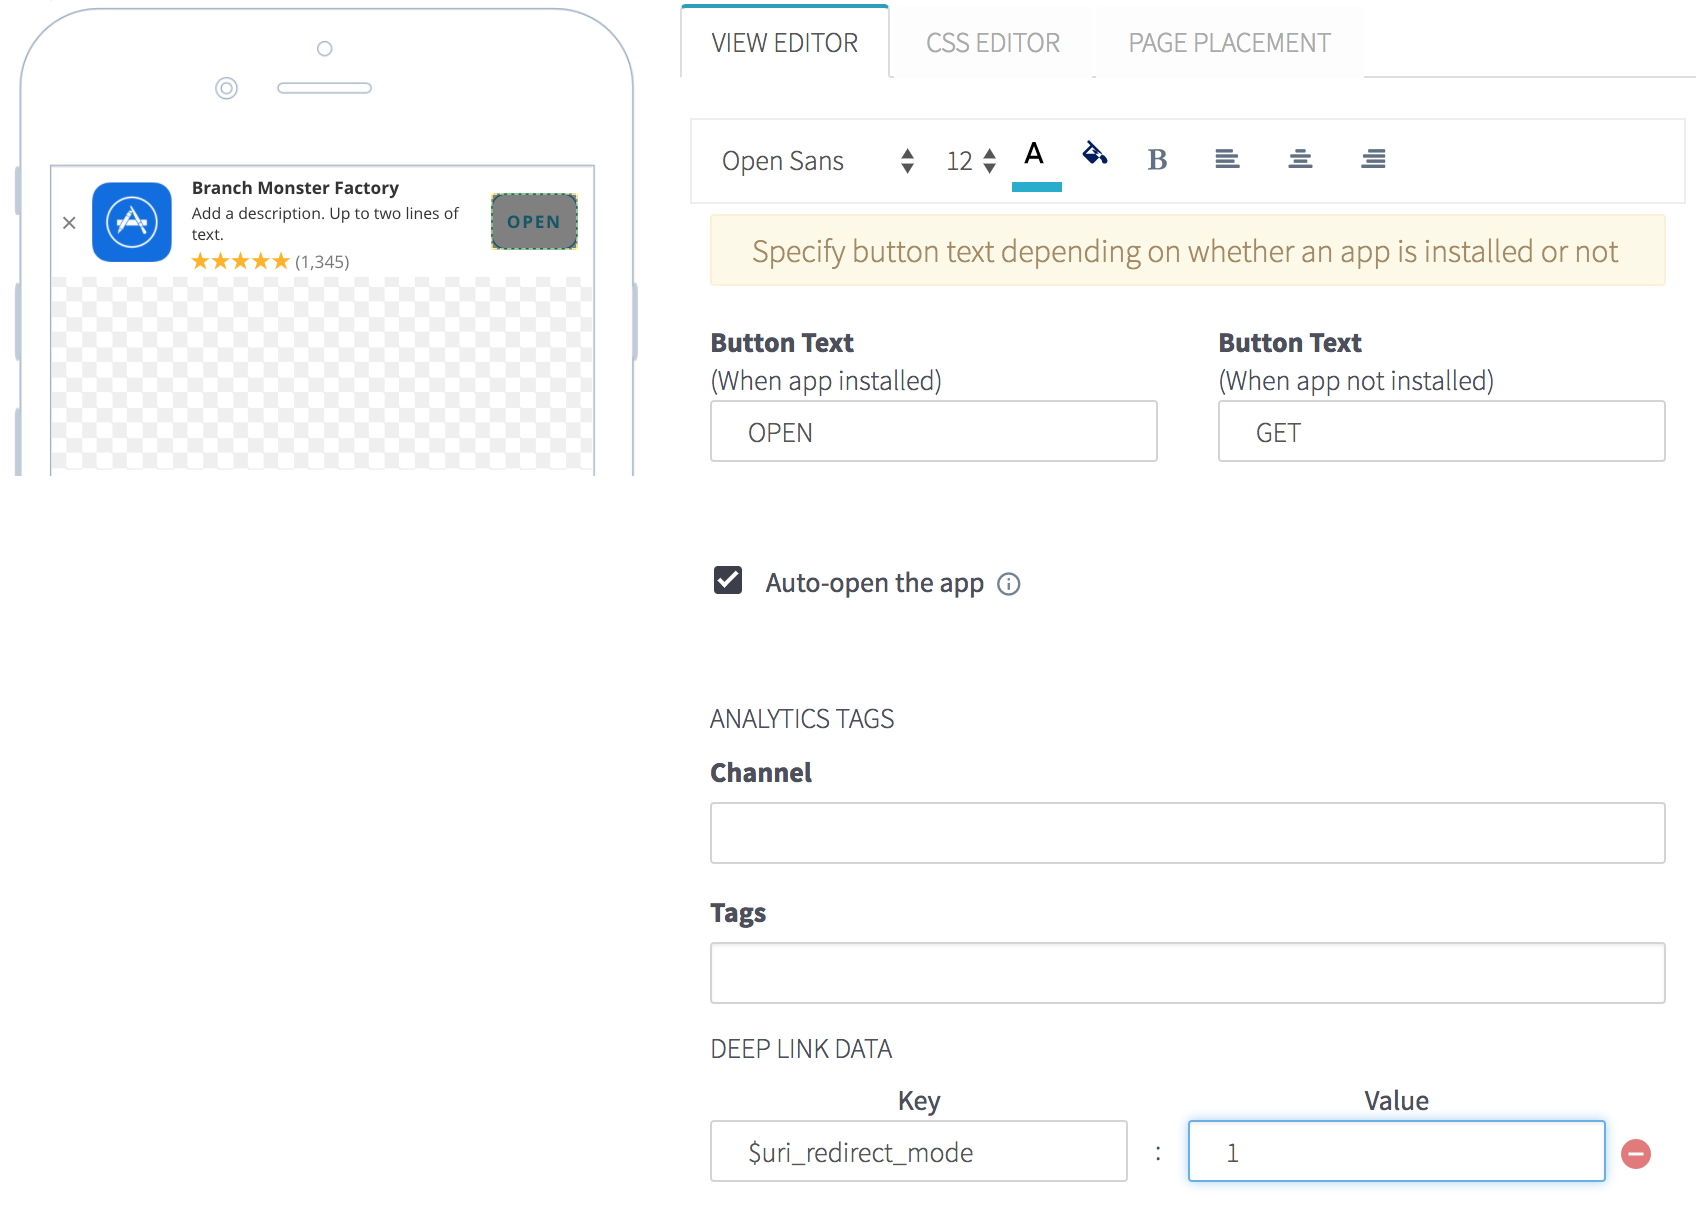 Branch Monster Factory
Add a description. Up to two lines of
text.
(1,345)
OPEN
VIEW EDITOR
CSS EDITOR
PAGE PLACEMENT
Open Sans
12
A
B
Specify button text depending on whether an app is installed or not
Button Text
(When app installed)
OPEN
Button Text
(When app not installed)
GET
Auto-open the app
ANALYTICS TAGS
Channel
Tags
DEEP LINK DATA
Key
Value
$uri_redirect_mode
:
1